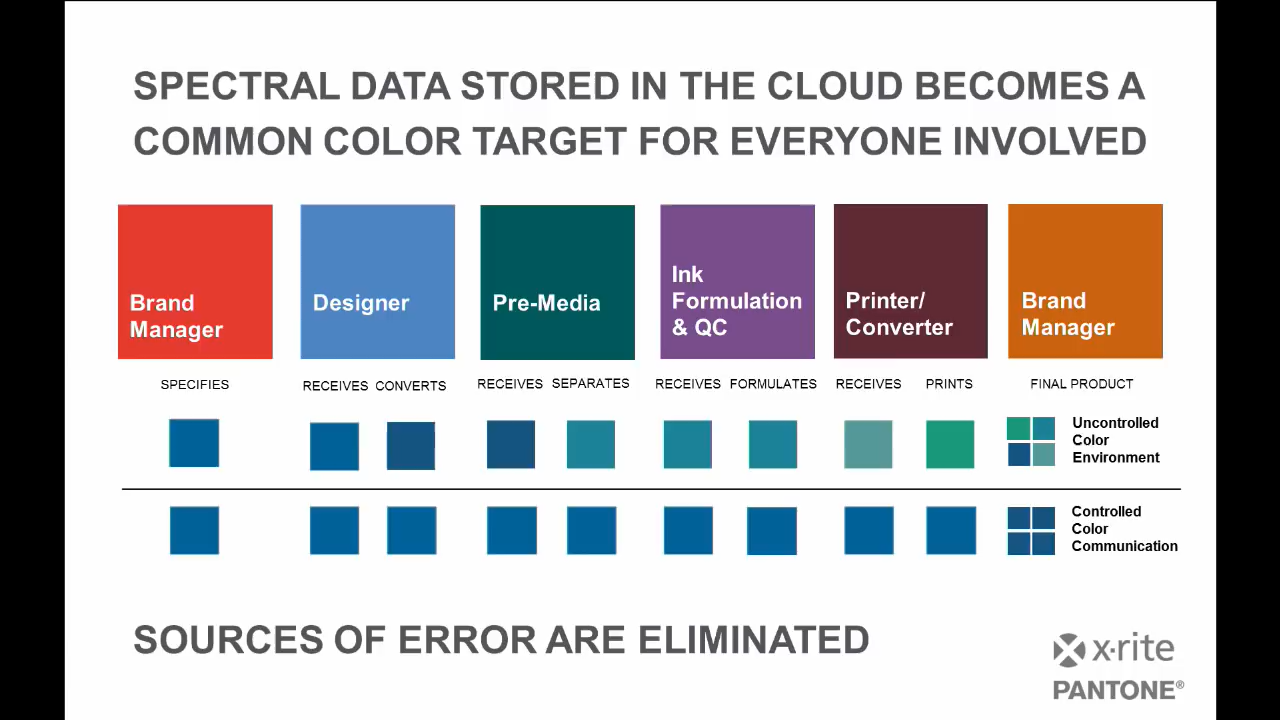 SPECTRAL DATA STORED IN THE CLOUD BECOMES A
COMMON COLOR TARGET FOR EVERYONE INVOLVED
Brand
Manager
Designer
Pre-Media
Ink
Formulation
& QC
Printer/
Converter
Brand
Manager
SPECIFIES
RECEIVES CONVERTS
RECEIVES SEPARATES
RECEIVES FORMULATES
RECEIVES PRINTS
FINAL PRODUCT
Uncontrolled
Color
Environment
Controlled
Color
Communication
SOURCES OF ERROR ARE ELIMINATED
x·rite
PANTONE®